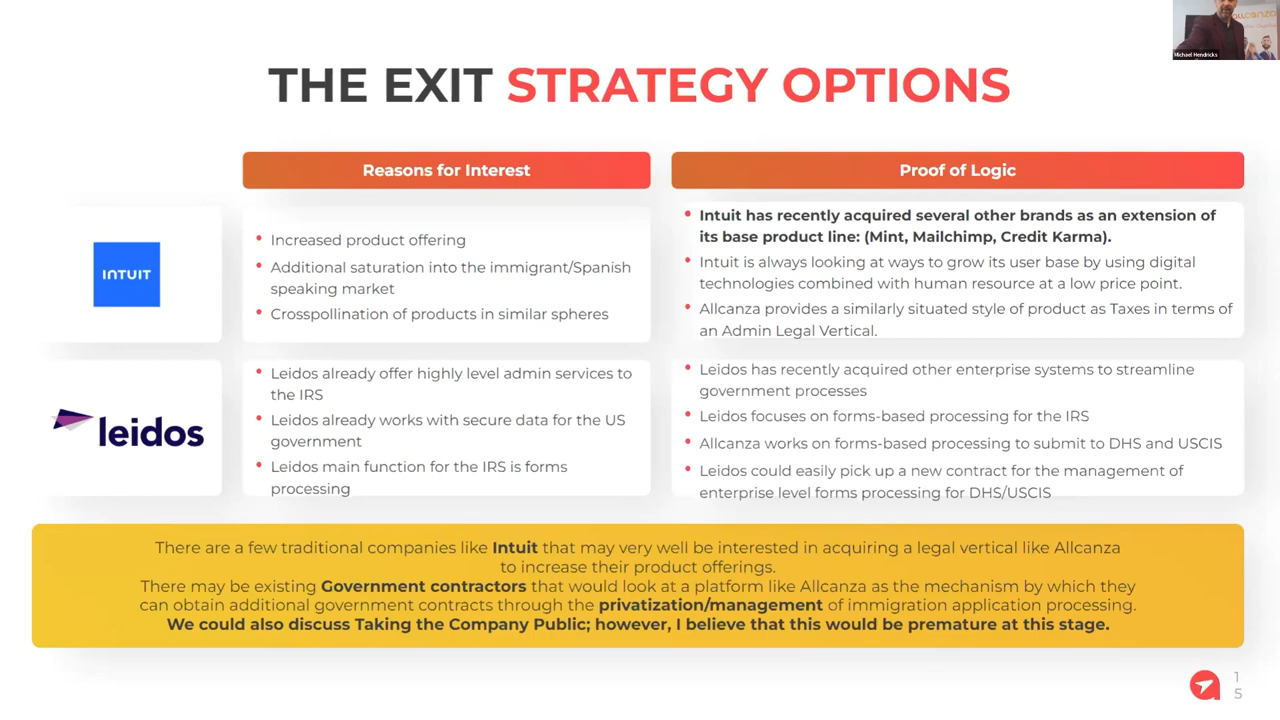 Michael Hendricks
THE EXIT STRATEGY OPTIONS
Reasons for Interest
Proof of Logic
INTUIT
• Increased product offering
• Additional saturation into the immigrant/Spanish
speaking market
• Crosspollination of products in similar spheres
• Intuit has recently acquired several other brands as an extension of
its base product line: (Mint, Mailchimp, Credit Karma).
• Intuit is always looking at ways to grow its user base by using digital
technologies combined with human resource at a low price point.
• Allcanza provides a similarly situated style of product as Taxes in terms of
an Admin Legal Vertical.
leidos
• Leidos already offer highly level admin services to
the IRS
• Leidos already works with secure data for the US
government
• Leidos main function for the IRS is forms
processing
• Leidos has recently acquired other enterprise systems to streamline
government processes
• Leidos focuses on forms-based processing for the IRS
• Allcanza works on forms-based processing to submit to DHS and USCIS
• Leidos could easily pick up a new contract for the management of
enterprise level forms processing for DHS/USCIS
There are a few traditional companies like Intuit that may very well be interested in acquiring a legal vertical like Allcanza
to increase their product offerings.
There may be existing Government contractors that would look at a platform like Allcanza as the mechanism by which they
can obtain additional government contracts through the privatization/management of immigration application processing.
We could also discuss Taking the Company Public; however, I believe that this would be premature at this stage.
1
5